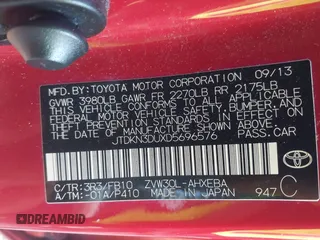 MFD. BY: TOYOTA MOTOR CORPORATION 09/13
GVWR 3980LB GAWR FR 2270LB RR 2175LB
THIS VEHICLE CONFORMS TO ALL APPLICABLE
FEDERAL MOTOR VEHICLE SAFETY,
BUMPER, AND THEFT PREVENTION
STANDARDS IN EFFECT ON THE DATE OF
MANUFACTURE SHOWN ABOVE.
JTDKN3DUXD5696576
PASS. CAR
C/TR: 3R3/FB10 ZVW30L-AHXEBA
A/TM: -01A/P410 MADE IN JAPAN 947 C
TOYOTA
DREAMBID